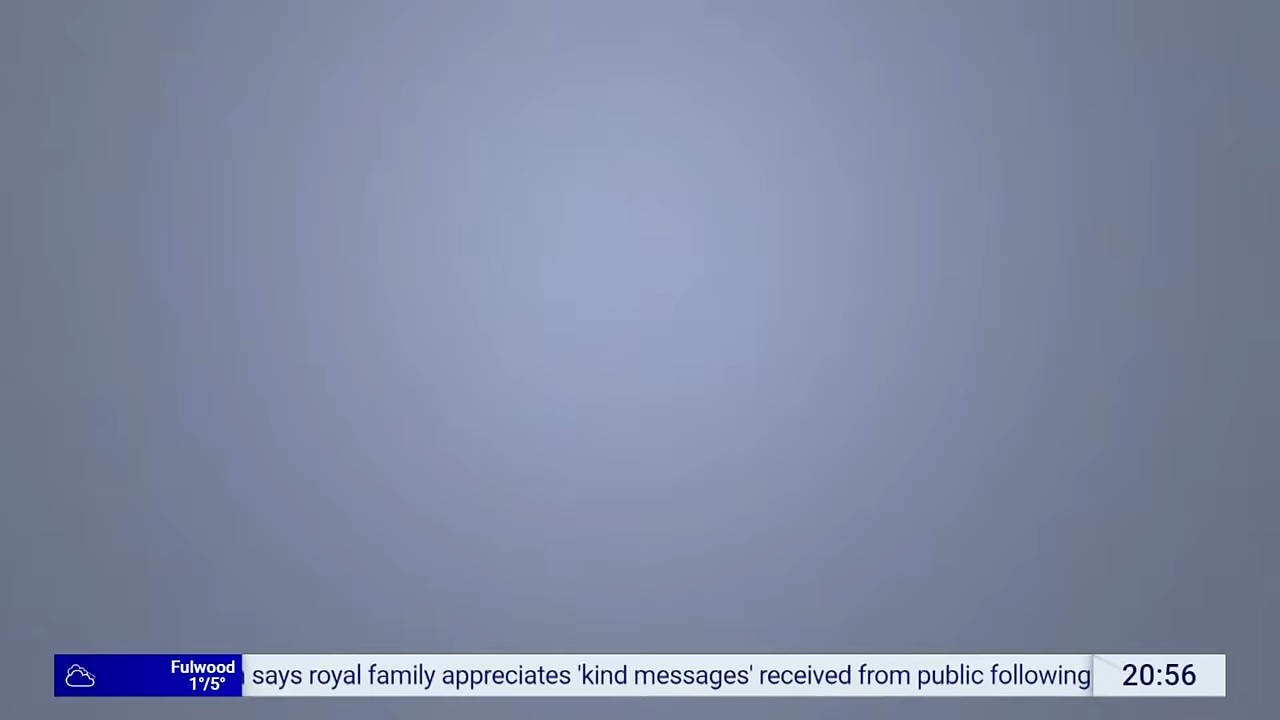 Fulwood
1°/5°
says royal family appreciates 'kind messages' received from public following
20:56